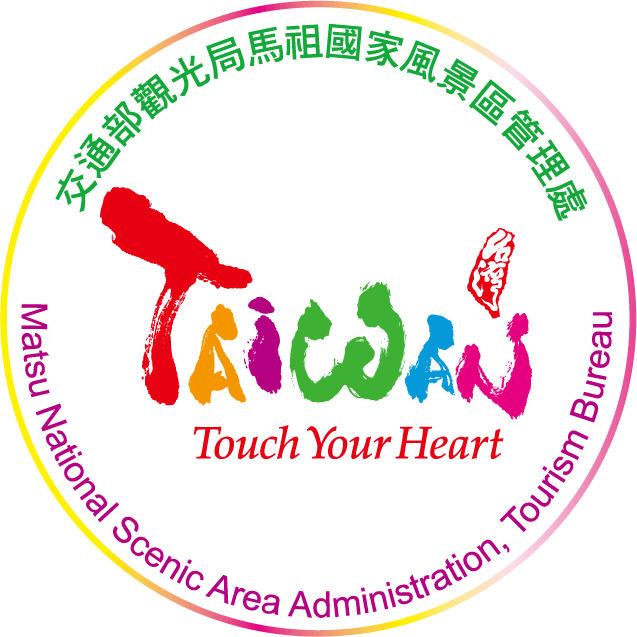 交通部觀光局馬祖國家風景區管理處
台灣
TAIWAN
Touch Your Heart
Matsu National Scenic Area Administration, Tourism Bureau